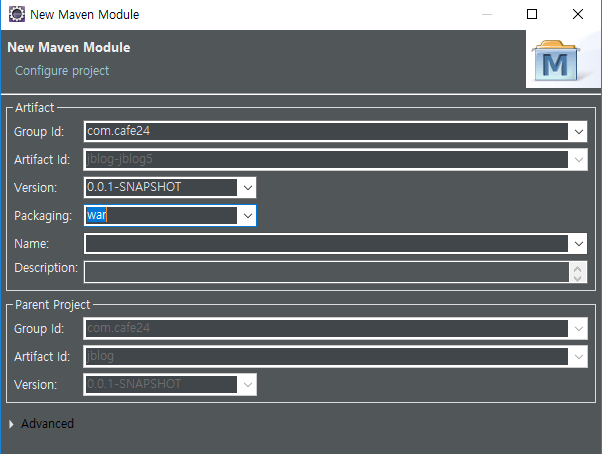 New Maven Module
New Maven Module
Configure project
M
Artifact
Group Id: com.cafe24
Artifact Id: jblog-jblog5
Version: 0.0.1-SNAPSHOT
Packaging: war
Name:
Description:
Parent Project
Group Id: com.cafe24
Artifact Id: jblog
Version: 0.0.1-SNAPSHOT
Advanced